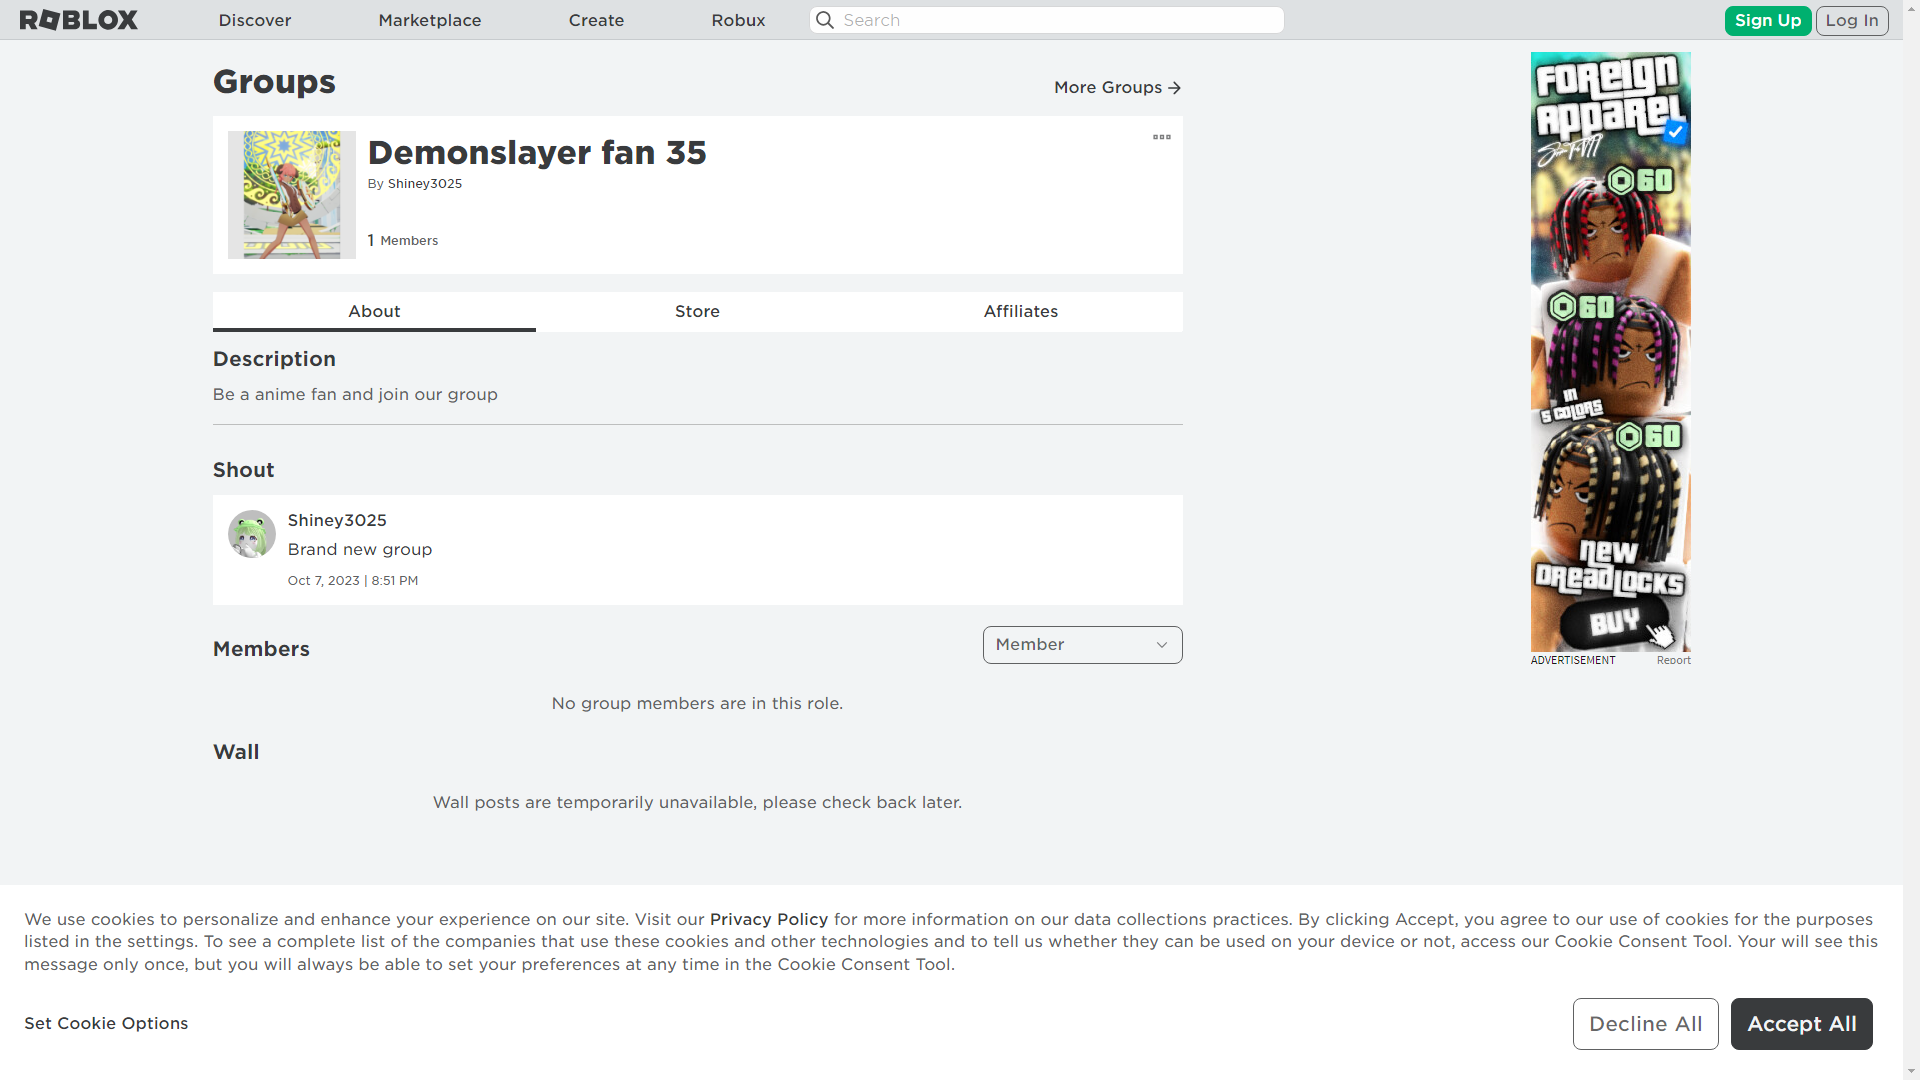 ROBLOX
Discover
Marketplace
Create
Robux
Search
Sign Up
Log In
Groups
More Groups
Demonslayer fan 35
By Shiney3025
1 Members
About
Store
Affiliates
Description
Be a anime fan and join our group
Shout
Shiney3025
Brand new group
Oct 7, 2023 | 8:51 PM
Members
Member
No group members are in this role.
Wall
Wall posts are temporarily unavailable, please check back later.
FOREIGN
APPAREL
60
60
IN
5 COLORS
60
NEW
DREADLOCKS
BUY
ADVERTISEMENT
Report
We use cookies to personalize and enhance your experience on our site. Visit our Privacy Policy for more information on our data collections practices. By clicking Accept, you agree to our use of cookies for the purposes
listed in the settings. To see a complete list of the companies that use these cookies and other technologies and to tell us whether they can be used on your device or not, access our Cookie Consent Tool. Your will see this
message only once, but you will always be able to set your preferences at any time in the Cookie Consent Tool.
Set Cookie Options
Decline All
Accept All